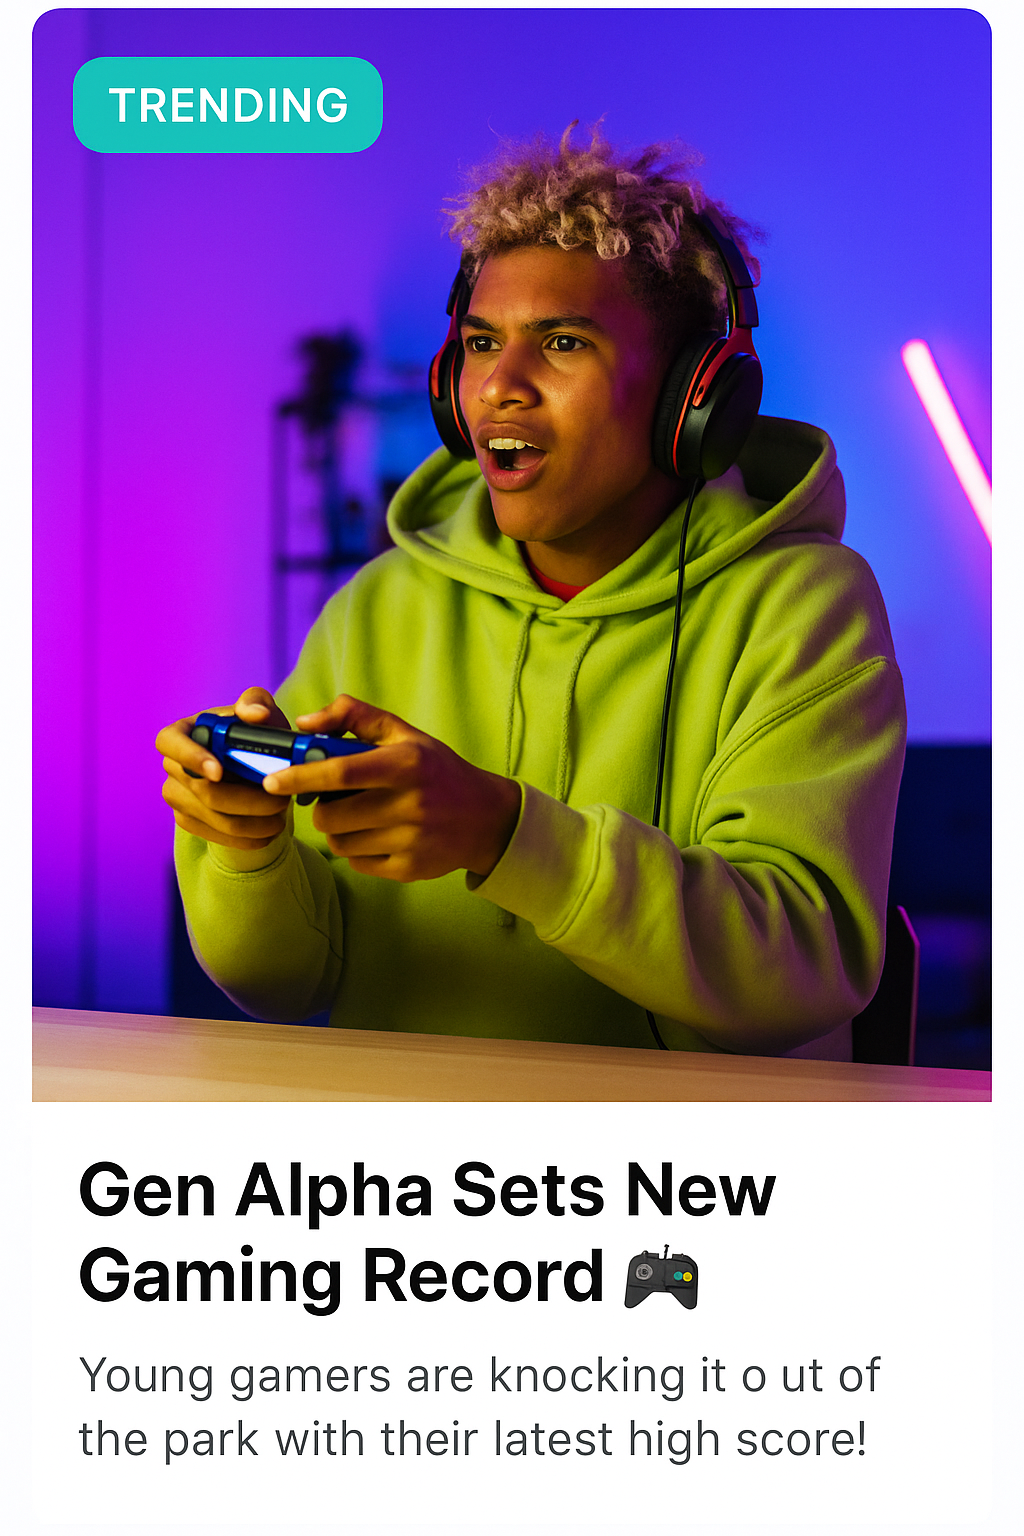 TRENDING
Gen Alpha Sets New
Gaming Record 🎮
Young gamers are knocking it o ut of
the park with their latest high score!